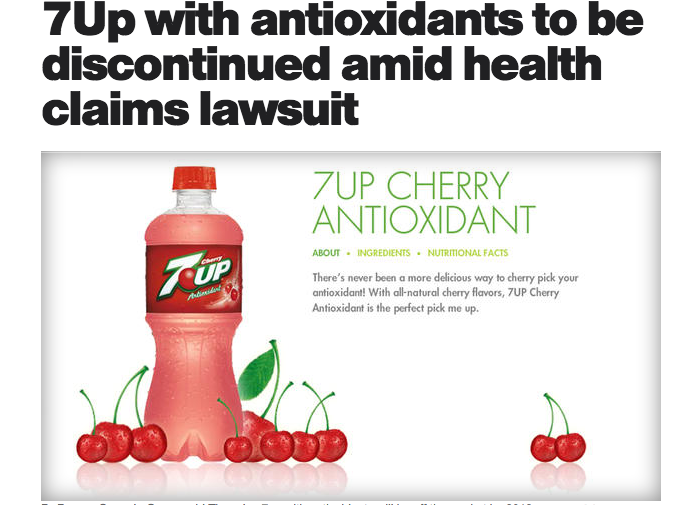 7Up with antioxidants to be
discontinued amid health
claims lawsuit
7UP CHERRY
ANTIOXIDANT
ABOUT • INGREDIENTS • NUTRITIONAL FACTS
There's never been a more delicious way to cherry pick your
antioxidant! With all-natural cherry flavors, 7UP Cherry
Antioxidant is the perfect pick me up.
Cherry
7UP
Antioxidant